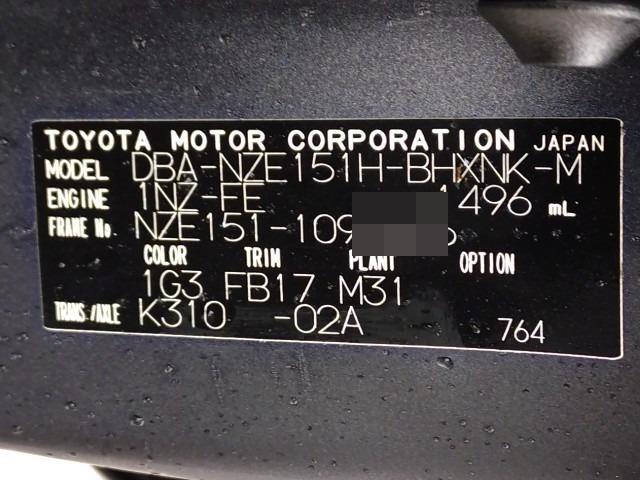 TOYOTA MOTOR CORPORATION JAPAN
MODEL DBA-NZE151H-BHXNK-M
ENGINE 1NZ-FE 1496 mL
FRAME No. NZE151-109
COLOR TRIM PLANT OPTION
1G3 FB17 M31
TRANS./AXLE K310 -02A 764